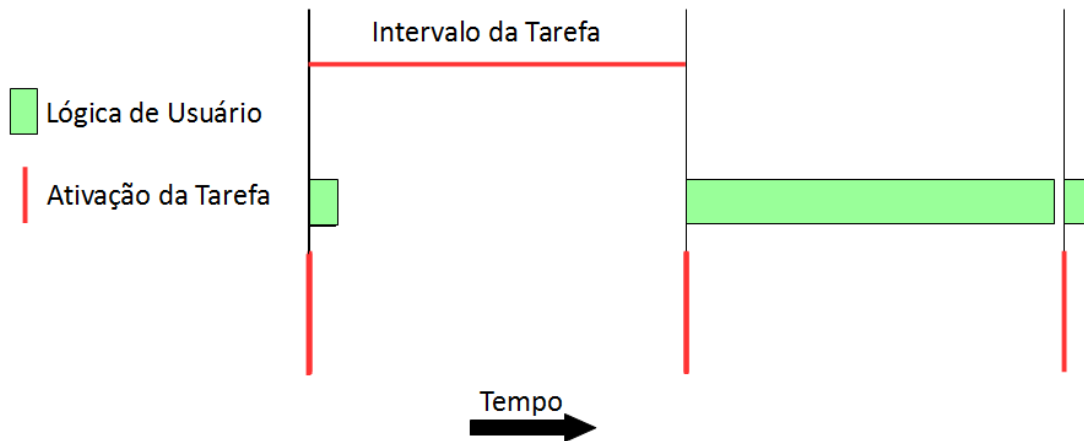 Intervalo da Tarefa
Lógica de Usuário
Ativação da Tarefa
Tempo